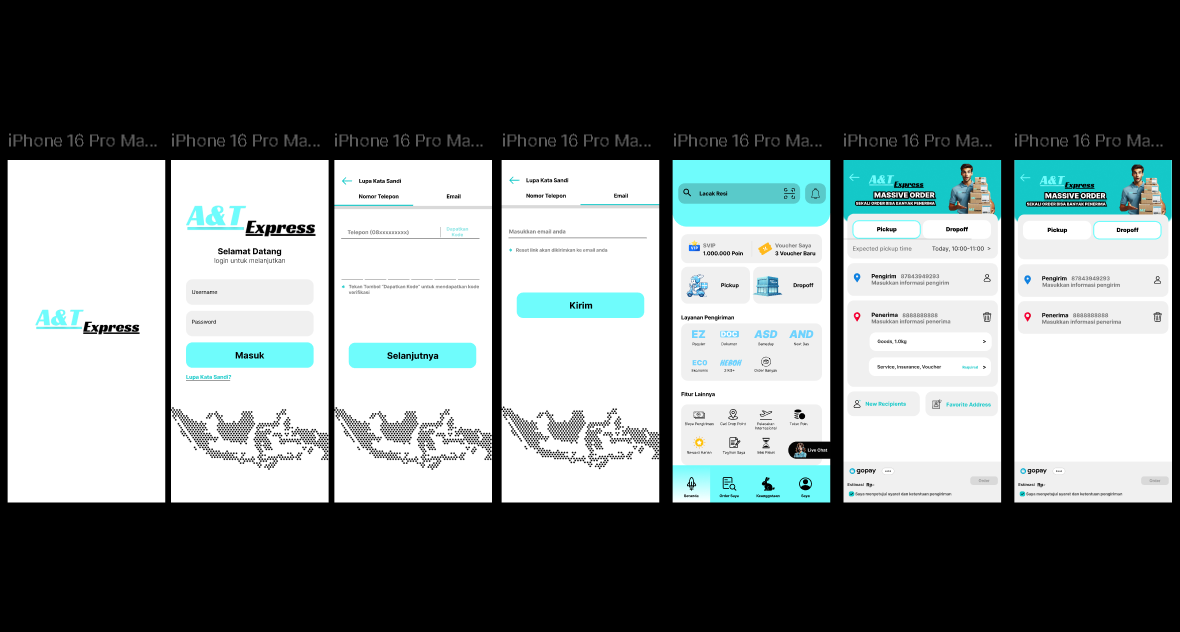 iPhone 16 Pro Ma...
A&T
Express
iPhone 16 Pro Ma...
A&T
Express
Selamat Datang
login untuk melanjutkan
Username
Password
Masuk
Lupa Kata Sandi?
iPhone 16 Pro Ma...
Lupa Kata Sandi
Nomor Telepon
Email
Telepon (08xxxxxxxxx)
Dapatkan
Kode
Tekan Tombol "Dapatkan Kode" untuk mendapatkan kode
verifikasi
Selanjutnya
iPhone 16 Pro Ma...
Lupa Kata Sandi
Nomor Telepon
Email
Masukkan email anda
Reset link akan dikirimkan ke email anda
Kirim
iPhone 16 Pro Ma...
Lacak Resi
VIP
SVIP
1.000.000 Poin
Voucher Saya
3 Voucher Baru
Pickup
Dropoff
Layanan Pengiriman
EZ
DOC
ASD
AND
Reguler
Dokumen
Sameday
Next Day
ECO
Economy
Order Banyak
Fitur Lainnya
Biaya Pengiriman
Cari Drop Point
Pelacakan
Internasional
Tukar Poin
Tagihan Saya
Live Chat
Beranda
Order Saya
Keanggotaan
Saya
iPhone 16 Pro Ma...
A&T
Express
MASSIVE ORDER
SEKALI ORDER BISA BANYAK PENERIMA
Pickup
Dropoff
Expected pickup time
Today, 10:00-11:00 >
Pengirim 87843949293
Masukkan informasi pengirim
Penerima 8888888888
Masukkan informasi penerima
Goods, 1.0kg >
Service, Insurance, Voucher
Required >
New Recipients
Favorite Address
gopay
Estimasi Rp-
Order
Saya menyetujui syarat dan ketentuan pengiriman
iPhone 16 Pro Ma...
A&T
Express
MASSIVE ORDER
SEKALI ORDER BISA BANYAK PENERIMA
Pickup
Dropoff
Pengirim 87843949293
Masukkan informasi pengirim
Penerima 8888888888
Masukkan informasi penerima
gopay
Estimasi Rp-
Order
Saya menyetujui syarat dan ketentuan pengiriman